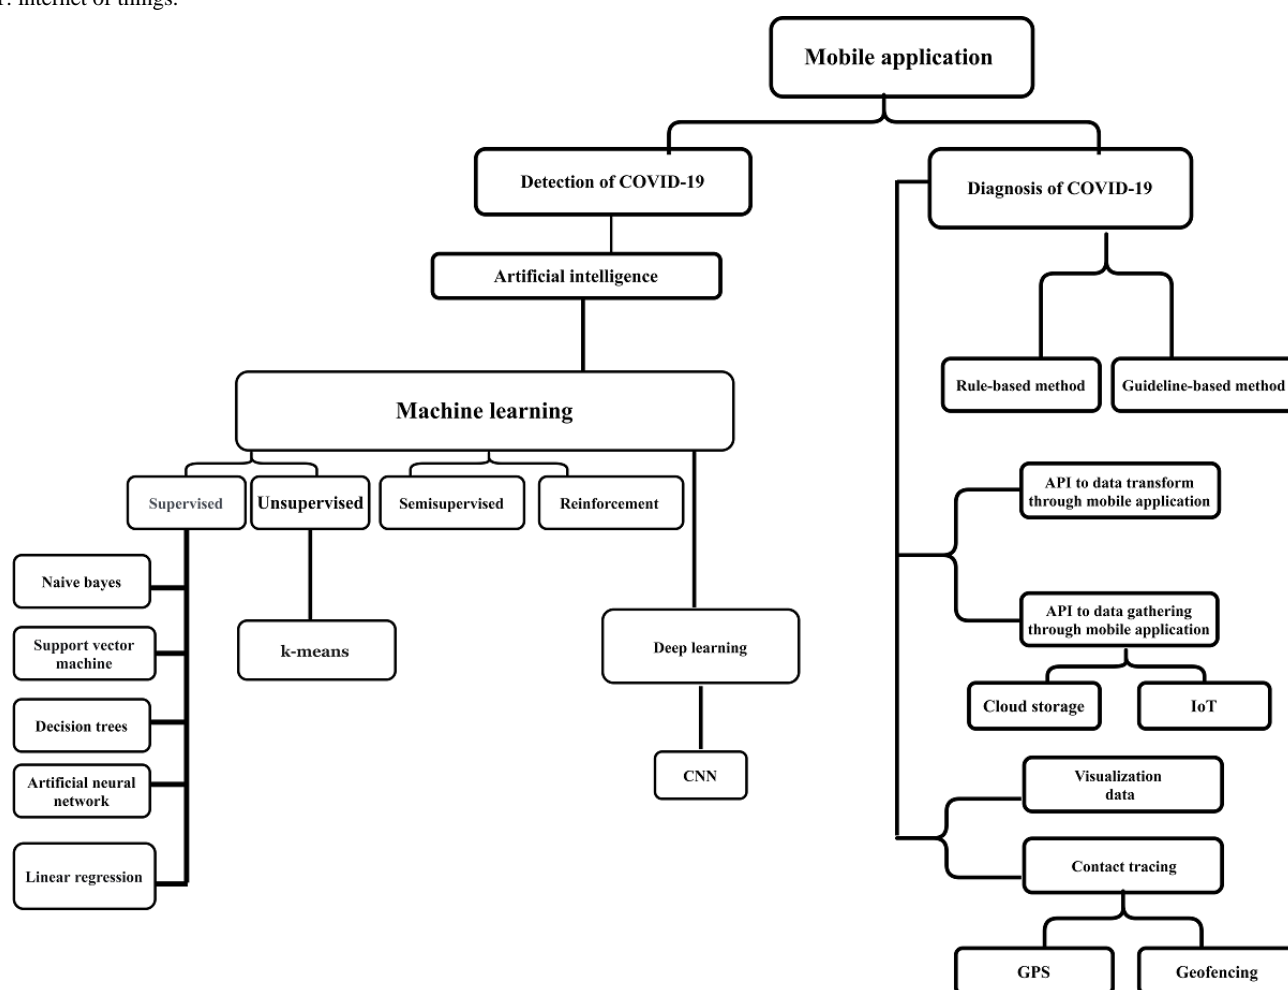 internet of things.
Mobile application
Detection of COVID-19
Diagnosis of COVID-19
Artificial intelligence
Rule-based method
Guideline-based method
Machine learning
Supervised
Unsupervised
Semisupervised
Reinforcement
API to data transform
through mobile application
Naive bayes
Support vector
machine
k-means
Deep learning
API to data gathering
through mobile application
Cloud storage
IoT
Decision trees
Artificial neural
network
CNN
Visualization
data
Linear regression
Contact tracing
GPS
Geofencing